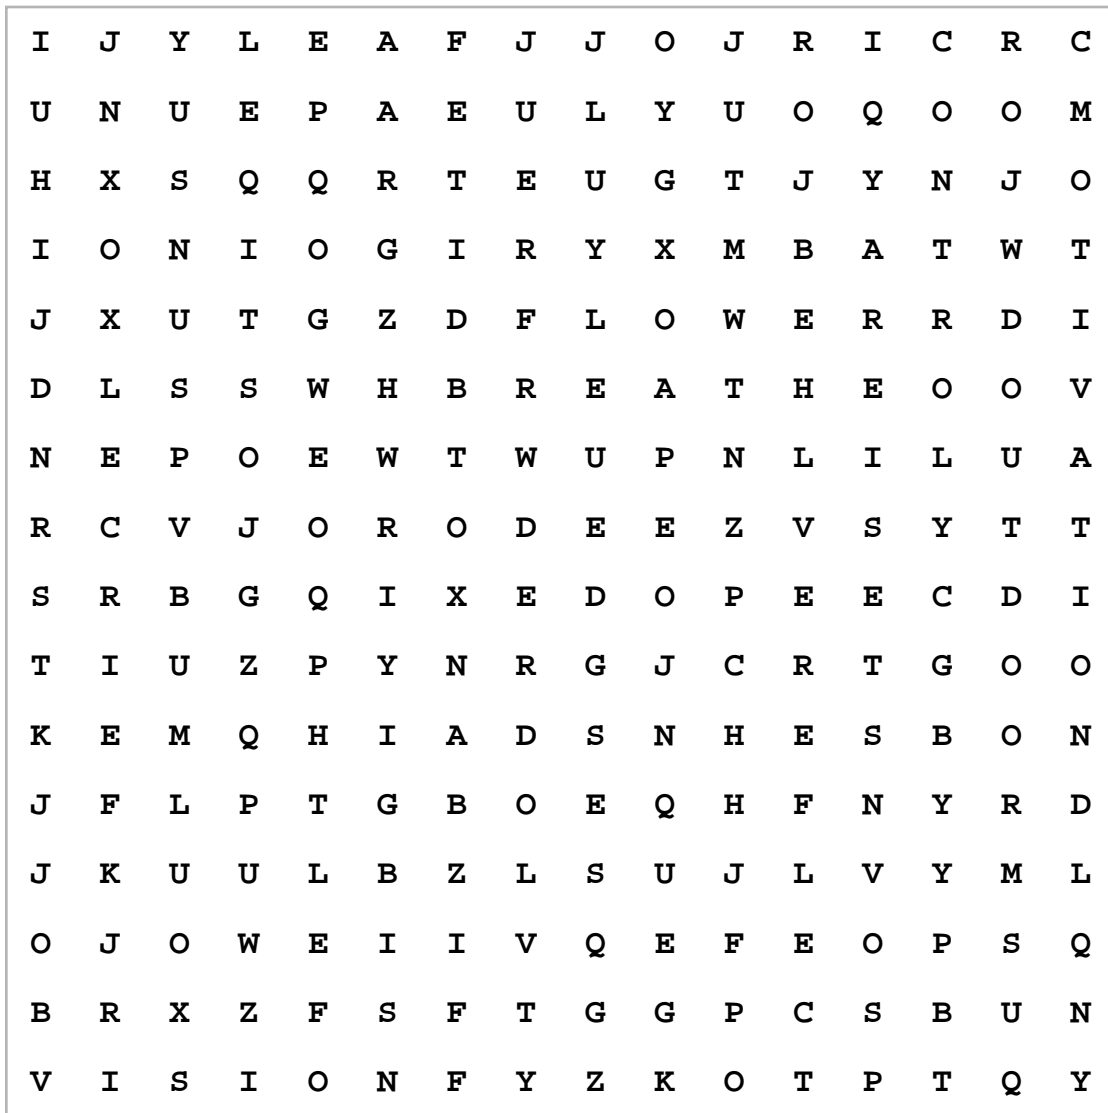 I J Y L E A F J J O J R I C R C
U N U E P A E U L Y U O Q O O M
H X S Q Q R T E U G T J Y N J O
I O N I O G I R Y X M B A T W T
J X U T G Z D F L O W E R R D I
D L S S W H B R E A T H E O O V
N E P O E W T W U P N L I L U A
R C V J O R O D E E Z V S Y T T
S R B G Q I X E D O P E E C D I
T I U Z P Y N R G J C R T G O O
K E M Q H I A D S N H E S B O N
J F L P T G B O E Q H F N Y R D
J K U U L B Z L S U J L V Y M L
O J O W E I I V Q E F E O P S Q
B R X Z F S F T G G P C S B U N
V I S I O N F Y Z K O T P T Q Y